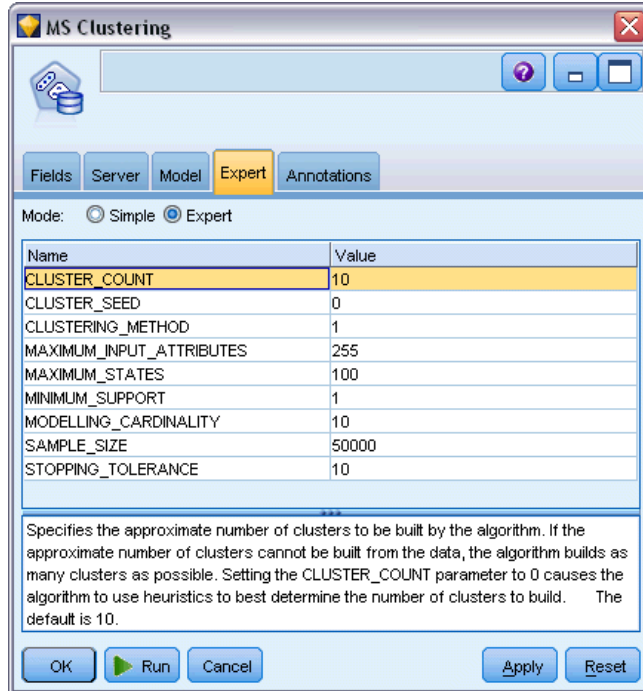 MS Clustering
?
Fields Server Model Expert Annotations
Mode: Simple Expert
Name Value
CLUSTER_COUNT 10
CLUSTER_SEED 0
CLUSTERING_METHOD 1
MAXIMUM_INPUT_ATTRIBUTES 255
MAXIMUM_STATES 100
MINIMUM_SUPPORT 1
MODELLING_CARDINALITY 10
SAMPLE_SIZE 50000
STOPPING_TOLERANCE 10
Specifies the approximate number of clusters to be built by the algorithm. If the
approximate number of clusters cannot be built from the data, the algorithm builds as
many clusters as possible. Setting the CLUSTER_COUNT parameter to 0 causes the
algorithm to use heuristics to best determine the number of clusters to build. The
default is 10.
OK Run Cancel Apply Reset